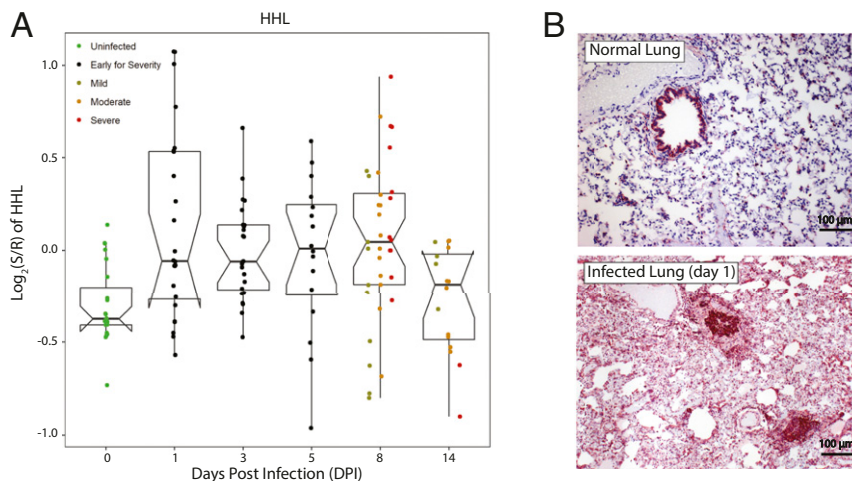 A
HHL
Uninfected
Early for Severity
Mild
Moderate
Severe
1.0
0.5
0.0
-0.5
-1.0
Log2(S/R) of HHL
0 1 3 5 8 14
Days Post Infection (DPI)
B
Normal Lung
100 µm
Infected Lung (day 1)
100 µm